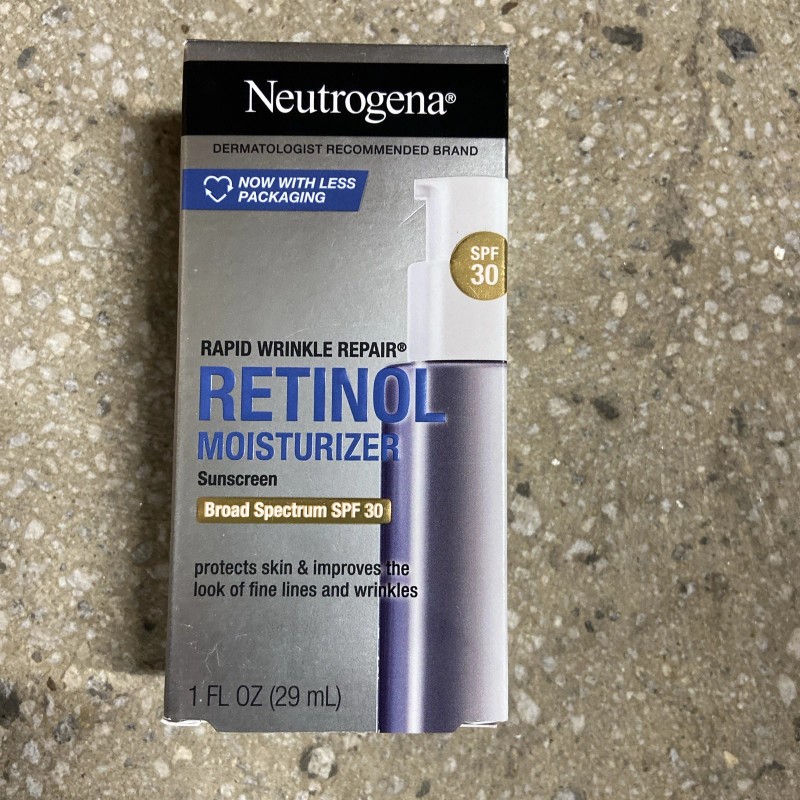 Neutrogena®
DERMATOLOGIST RECOMMENDED BRAND
NOW WITH LESS
PACKAGING
SPF
30
RAPID WRINKLE REPAIR®
RETINOL
MOISTURIZER
Sunscreen
Broad Spectrum SPF 30
protects skin & improves the
look of fine lines and wrinkles
1 FL OZ (29 mL)